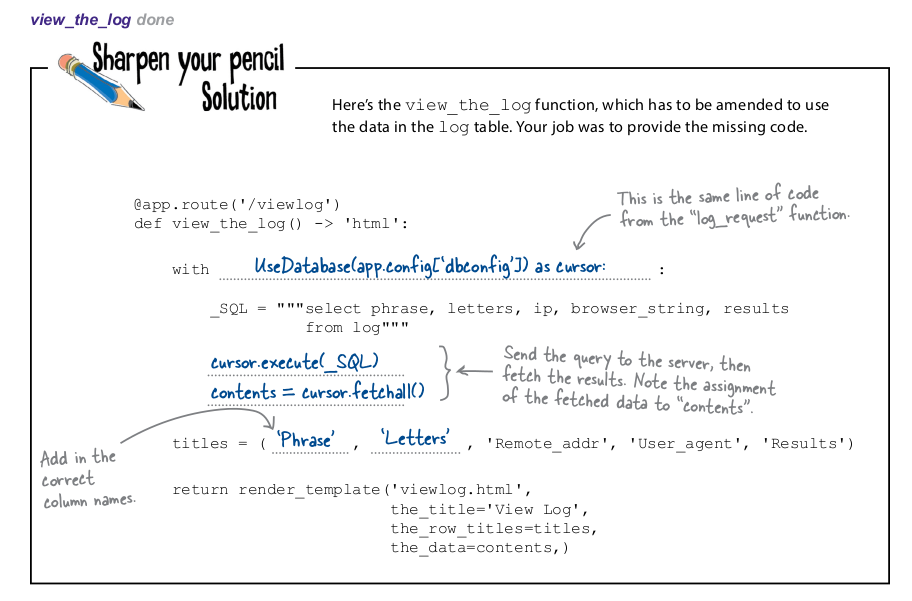 view_the_log done
Sharpen your pencil
Solution
Here’s the view_the_log function, which has to be amended to use
the data in the log table. Your job was to provide the missing code.
@app.route('/viewlog')
def view_the_log() -> 'html':
This is the same line of code
from the “log_request” function.
with UseDatabase(app.config[‘dbconfig’]) as cursor: :
_SQL = """select phrase, letters, ip, browser_string, results
from log"""
cursor.execute(_SQL)
contents = cursor.fetchall()
Send the query to the server, then
fetch the results. Note the assignment
of the fetched data to “contents”.
titles = ( ‘Phrase’ , ‘Letters’ , 'Remote_addr', 'User_agent', 'Results')
Add in the
correct
column names.
return render_template('viewlog.html',
the_title='View Log',
the_row_titles=titles,
the_data=contents,)